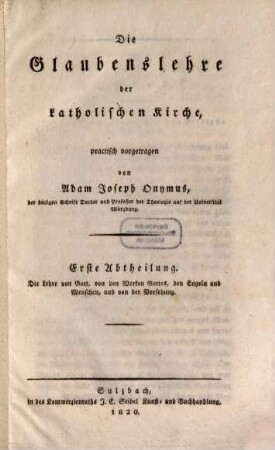 Die
Glaubenslehre
der
katholischen Kirche,
practisch vorgetragen
von
Adam Joseph Onymus,
der heiligen Schrift Doctor und Professor der Theologie auf der Universität
Würzburg.
Erste Abtheilung.
Die Lehre von Gott, von den Werken Gottes, den Engeln und
Menschen, und von der Vorsehung.
Sulzbach,
in des Kommerzienraths J. E. Seidel Kunst- und Buchhandlung,
1820.